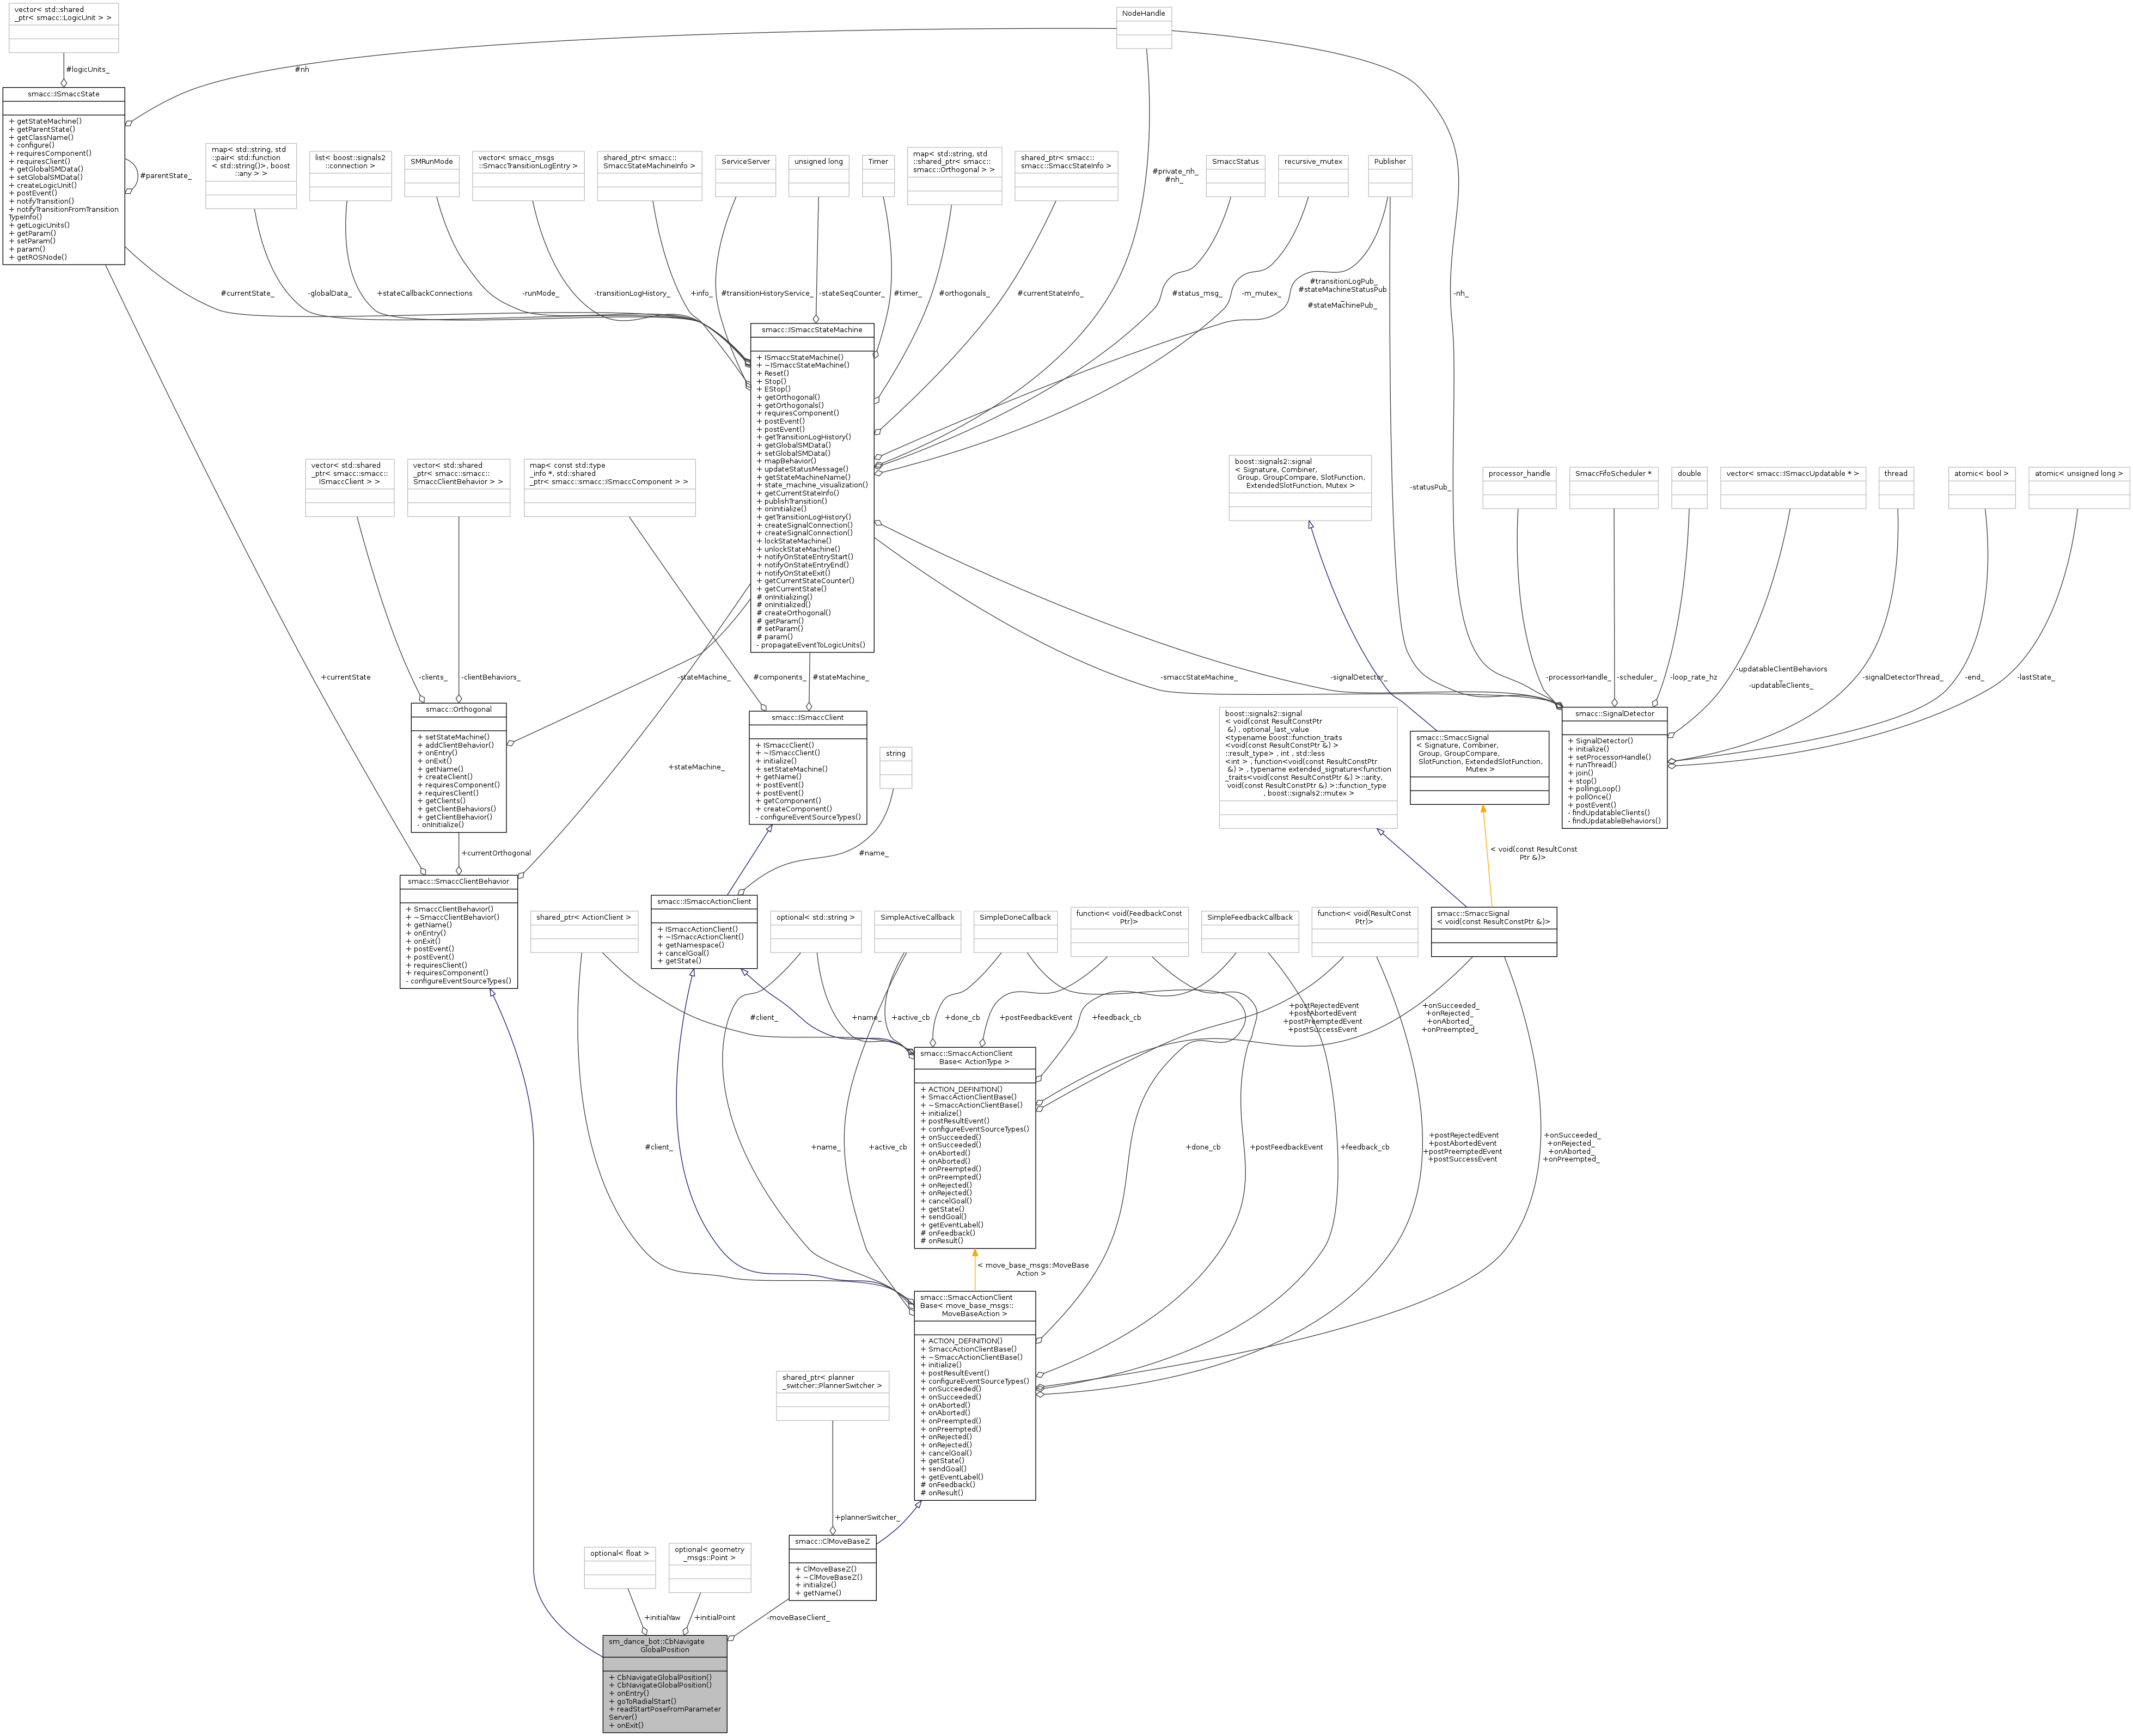 vector< std::shared
_ptr< smacc::LogicUnit > >
#logicUnits_
NodeHandle
#nh
smacc::ISmaccState
+ getStateMachine()
+ getParentState()
+ getClassName()
+ configure()
+ requiresComponent()
+ requiresClient()
+ getGlobalSMData()
+ setGlobalSMData()
+ createLogicUnit()
+ postEvent()
+ notifyTransition()
+ notifyTransitionFromTransition
TypeInfo()
+ getLogicUnits()
+ getParam()
+ setParam()
+ param()
+ getROSNode()
#parentState_
map< std::string, std
::pair< std::function
< std::string()>, boost
::any > >
list< boost::signals2
::connection >
SMRunMode
vector< smacc_msgs
::SmaccTransitionLogEntry >
shared_ptr< smacc::
SmaccStateMachineInfo >
ServiceServer
unsigned long
Timer
map< std::string, std
::shared_ptr< smacc::
smacc::Orthogonal > >
shared_ptr< smacc::
smacc::SmaccStateInfo >
#private_nh_
#nh_
SmaccStatus
recursive_mutex
Publisher
#currentState_
-globalData_
+stateCallbackConnections
-runMode_
-transitionLogHistory_
+info_
#transitionHistoryService_
-stateSeqCounter_
#timer_
#orthogonals_
#currentStateInfo_
#status_msg_
-m_mutex_
#transitionLogPub_
#stateMachineStatusPub
_
#stateMachinePub_
-nh_
smacc::ISmaccStateMachine
+ ISmaccStateMachine()
+ ~ISmaccStateMachine()
+ Reset()
+ Stop()
+ EStop()
+ getOrthogonal()
+ getOrthogonals()
+ requiresComponent()
+ postEvent()
+ postEvent()
+ getTransitionLogHistory()
+ getGlobalSMData()
+ setGlobalSMData()
+ mapBehavior()
+ updateStatusMessage()
+ getStateMachineName()
+ state_machine_visualization()
+ getCurrentStateInfo()
+ publishTransition()
+ onInitialize()
+ getTransitionLogHistory()
+ createSignalConnection()
+ createSignalConnection()
+ lockStateMachine()
+ unlockStateMachine()
+ notifyOnStateEntryStart()
+ notifyOnStateEntryEnd()
+ notifyOnStateExit()
+ getCurrentStateCounter()
+ getCurrentState()
# onInitializing()
# onInitialized()
# createOrthogonal()
# getParam()
# setParam()
# param()
- propagateEventToLogicUnits()
vector< std::shared
_ptr< smacc::smacc::
ISmaccClient > >
vector< std::shared
_ptr< smacc::smacc::
SmaccClientBehavior > >
map< const std::type
_info *, std::shared
_ptr< smacc::smacc::ISmaccComponent > >
boost::signals2::signal
< Signature, Combiner,
Group, GroupCompare, SlotFunction,
ExtendedSlotFunction, Mutex >
-statusPub_
processor_handle
SmaccFifoScheduler *
double
vector< smacc::ISmaccUpdatable * >
thread
atomic< bool >
atomic< unsigned long >
+currentState
-clients_
-clientBehaviors_
-stateMachine_
#components_
#stateMachine_
-smaccStateMachine_
-signalDetector_
-processorHandle_
-scheduler_
-loop_rate_hz
-updatableClientBehaviors
_
-updatableClients_
-signalDetectorThread_
-end_
-lastState_
smacc::Orthogonal
+ setStateMachine()
+ addClientBehavior()
+ onEntry()
+ onExit()
+ getName()
+ createClient()
+ requiresComponent()
+ requiresClient()
+ getClients()
+ getClientBehaviors()
+ getClientBehavior()
- onInitialize()
+stateMachine_
smacc::ISmaccClient
+ ISmaccClient()
+ ~ISmaccClient()
+ initialize()
+ setStateMachine()
+ getName()
+ postEvent()
+ postEvent()
+ getComponent()
+ createComponent()
- configureEventSourceTypes()
string
boost::signals2::signal
< void(const ResultConstPtr
&) , optional_last_value
<typename boost::function_traits
<void(const ResultConstPtr &) >
::result_type> , int , std::less
<int > , function<void(const ResultConstPtr
&) > , typename extended_signature<function
_traits<void(const ResultConstPtr &) >::arity,
void(const ResultConstPtr &) >::function_type
, boost::signals2::mutex >
smacc::SmaccSignal
< Signature, Combiner,
Group, GroupCompare,
SlotFunction, ExtendedSlotFunction,
Mutex >
smacc::SignalDetector
+ SignalDetector()
+ initialize()
+ setProcessorHandle()
+ runThread()
+ join()
+ stop()
+ pollingLoop()
+ pollOnce()
+ postEvent()
- findUpdatableClients()
- findUpdatableBehaviors()
+currentOrthogonal
#name_
< void(const ResultConst
Ptr &)>
smacc::SmaccClientBehavior
+ SmaccClientBehavior()
+ ~SmaccClientBehavior()
+ getName()
+ onEntry()
+ onExit()
+ postEvent()
+ postEvent()
+ requiresClient()
+ requiresComponent()
- configureEventSourceTypes()
shared_ptr< ActionClient >
smacc::ISmaccActionClient
+ ISmaccActionClient()
+ ~ISmaccActionClient()
+ getNamespace()
+ cancelGoal()
+ getState()
optional< std::string >
SimpleActiveCallback
SimpleDoneCallback
function< void(FeedbackConst
Ptr)>
SimpleFeedbackCallback
function< void(ResultConst
Ptr)>
smacc::SmaccSignal
< void(const ResultConstPtr &)>
#client_
+name_
+active_cb
+done_cb
+postFeedbackEvent
+feedback_cb
+postRejectedEvent
+postAbortedEvent
+postPreemptedEvent
+postSuccessEvent
+onSucceeded_
+onRejected_
+onAborted_
+onPreempted_
smacc::SmaccActionClient
Base< ActionType >
+ ACTION_DEFINITION()
+ SmaccActionClientBase()
+ ~SmaccActionClientBase()
+ initialize()
+ postResultEvent()
+ configureEventSourceTypes()
+ onSucceeded()
+ onSucceeded()
+ onAborted()
+ onAborted()
+ onPreempted()
+ onPreempted()
+ onRejected()
+ onRejected()
+ cancelGoal()
+ getState()
+ sendGoal()
+ getEventLabel()
# onFeedback()
# onResult()
#client_
+name_
+active_cb
+done_cb
+postFeedbackEvent
+feedback_cb
+postRejectedEvent
+postAbortedEvent
+postPreemptedEvent
+postSuccessEvent
+onSucceeded_
+onRejected_
+onAborted_
+onPreempted_
< move_base_msgs::MoveBase
Action >
smacc::SmaccActionClient
Base< move_base_msgs::
MoveBaseAction >
+ ACTION_DEFINITION()
+ SmaccActionClientBase()
+ ~SmaccActionClientBase()
+ initialize()
+ postResultEvent()
+ configureEventSourceTypes()
+ onSucceeded()
+ onSucceeded()
+ onAborted()
+ onAborted()
+ onPreempted()
+ onPreempted()
+ onRejected()
+ onRejected()
+ cancelGoal()
+ getState()
+ sendGoal()
+ getEventLabel()
# onFeedback()
# onResult()
shared_ptr< planner
_switcher::PlannerSwitcher >
+plannerSwitcher_
smacc::ClMoveBaseZ
+ ClMoveBaseZ()
+ ~ClMoveBaseZ()
+ initialize()
+ getName()
optional< float >
optional< geometry
_msgs::Point >
+initialYaw
+initialPoint
-moveBaseClient_
sm_dance_bot::CbNavigate
GlobalPosition
+ CbNavigateGlobalPosition()
+ CbNavigateGlobalPosition()
+ onEntry()
+ goToRadialStart()
+ readStartPoseFromParameter
Server()
+ onExit()